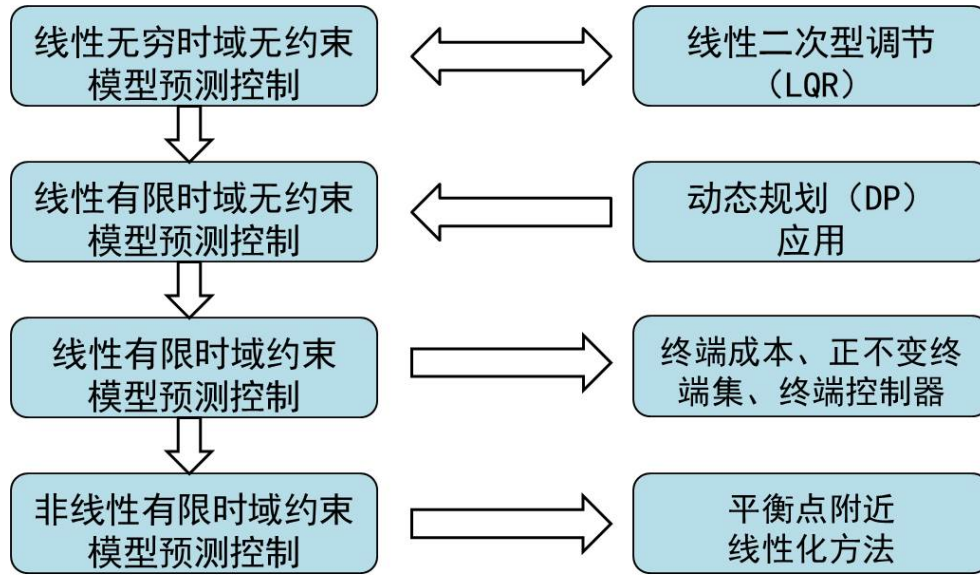 线性无穷时域无约束
模型预测控制
线性二次型调节
（LQR）
线性有限时域无约束
模型预测控制
动态规划（DP）
应用
线性有限时域约束
模型预测控制
终端成本、正不变终
端集、终端控制器
非线性有限时域约束
模型预测控制
平衡点附近
线性化方法